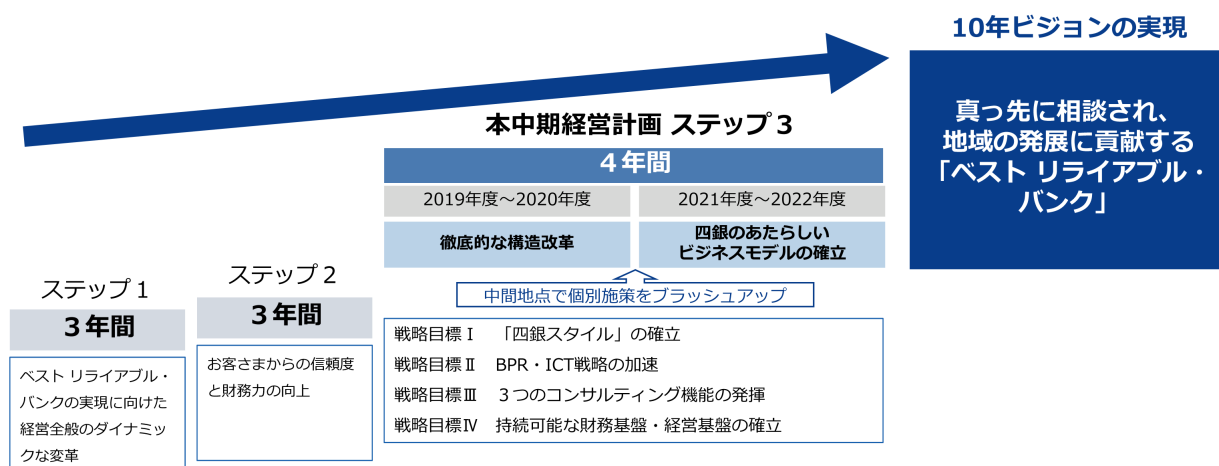 10年ビジョンの実現
真っ先に相談され、
地域の発展に貢献する
「ベスト リライアブル・
バンク」
本中期経営計画 ステップ３
４年間
2019年度～2020年度
2021年度～2022年度
徹底的な構造改革
四銀のあたらしい
ビジネスモデルの確立
中間地点で個別施策をブラッシュアップ
戦略目標Ⅰ 「四銀スタイル」の確立
戦略目標Ⅱ BPR・ICT戦略の加速
戦略目標Ⅲ ３つのコンサルティング機能の発揮
戦略目標Ⅳ 持続可能な財務基盤・経営基盤の確立
ステップ２
３年間
お客さまからの信頼度
と財務力の向上
ステップ１
３年間
ベスト リライアブル・
バンクの実現に向けた
経営全般のダイナミッ
クな変革